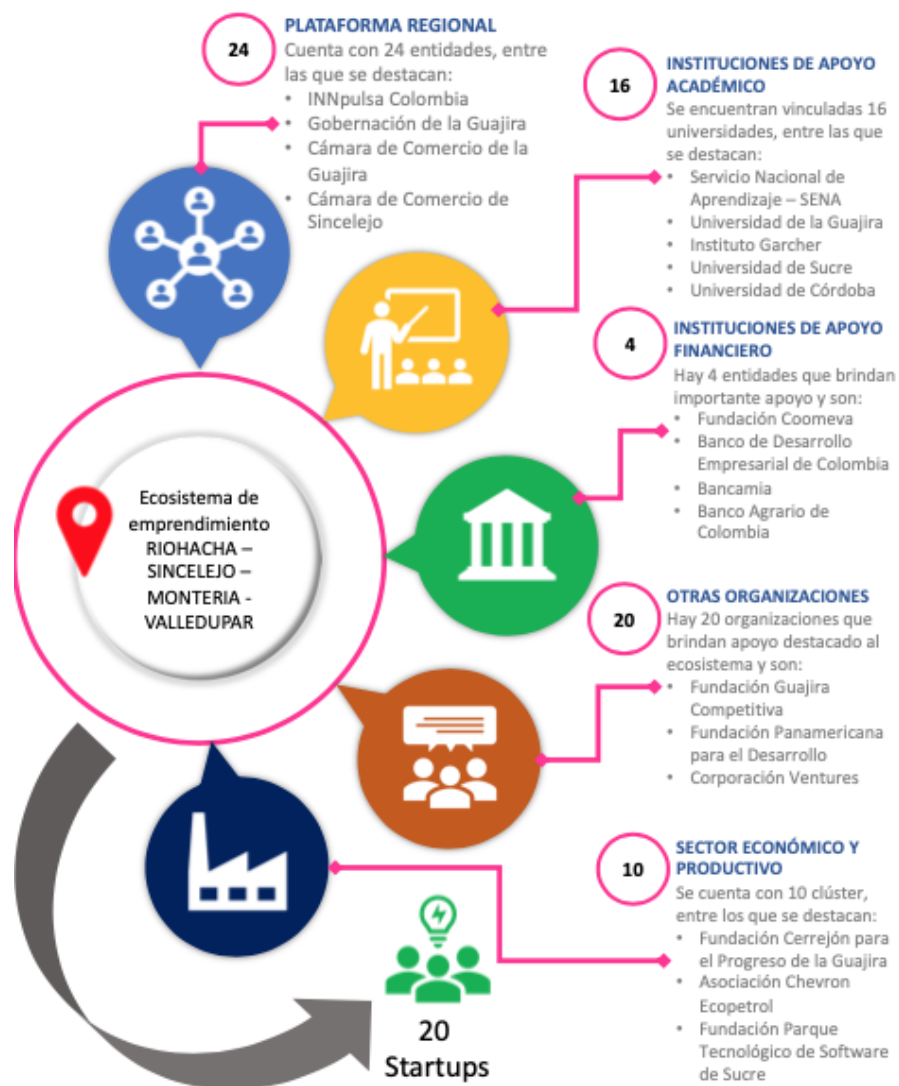 24
PLATAFORMA REGIONAL
Cuenta con 24 entidades, entre
las que se destacan:
• INNpulsa Colombia
• Gobernación de la Guajira
• Cámara de Comercio de la
Guajira
• Cámara de Comercio de
Sincelejo
16
INSTITUCIONES DE APOYO
ACADÉMICO
Se encuentran vinculadas 16
universidades, entre las que
se destacan:
• Servicio Nacional de
Aprendizaje – SENA
• Universidad de la Guajira
• Instituto Garcher
• Universidad de Sucre
• Universidad de Córdoba
4
INSTITUCIONES DE APOYO
FINANCIERO
Hay 4 entidades que brindan
importante apoyo y son:
• Fundación Coomeva
• Banco de Desarrollo
Empresarial de Colombia
• Bancamia
• Banco Agrario de
Colombia
Ecosistema de
emprendimiento
RIOHACHA –
SINCELEJO –
MONTERIA -
VALLEDUPAR
20
OTRAS ORGANIZACIONES
Hay 20 organizaciones que
brindan apoyo destacado al
ecosistema y son:
• Fundación Guajira
Competitiva
• Fundación Panamericana
para el Desarrollo
• Corporación Ventures
10
SECTOR ECONÓMICO Y
PRODUCTIVO
Se cuenta con 10 clúster,
entre los que se destacan:
• Fundación Cerrejón para
el Progreso de la Guajira
• Asociación Chevron
Ecopetrol
• Fundación Parque
Tecnológico de Software
de Sucre
20
Startups